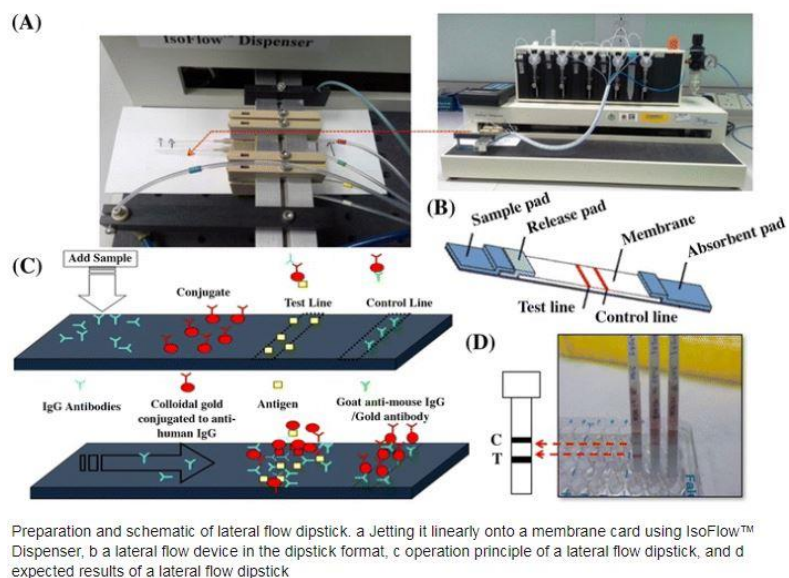 (A)
IsoFlow™ Dispenser
(B)
Sample pad
Release pad
Membrane
Absorbent pad
Test line
Control line
(C)
Add Sample
Conjugate
Test Line
Control Line
IgG Antibodies
Colloidal gold
conjugated to anti-
human IgG
Antigen
Goat anti-mouse IgG
/Gold antibody
(D)
C
T
Preparation and schematic of lateral flow dipstick. a Jetting it linearly onto a membrane card using IsoFlow™
Dispenser, b a lateral flow device in the dipstick format, c operation principle of a lateral flow dipstick, and d
expected results of a lateral flow dipstick